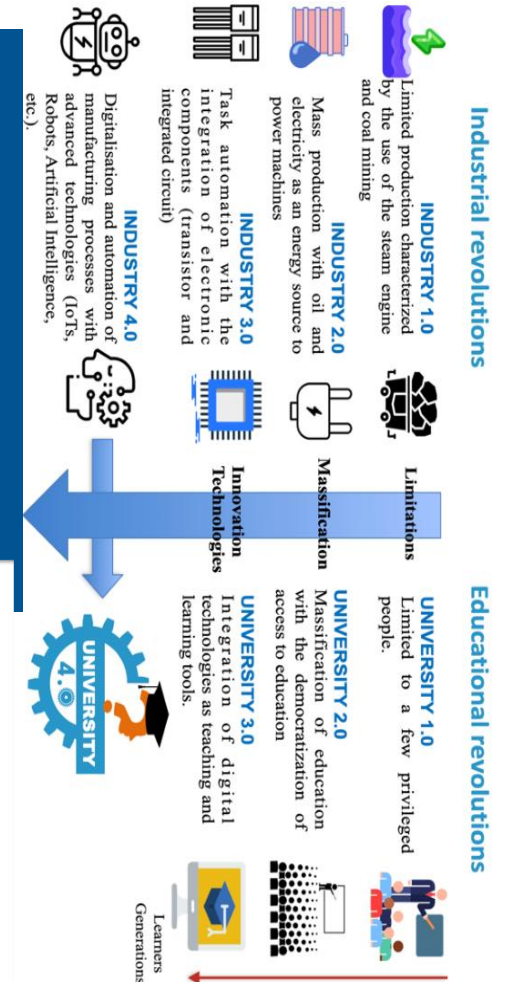 Industrial revolutions
INDUSTRY 1.0
Limited production characterized
by the use of the steam engine
and coal mining
INDUSTRY 2.0
Mass production with oil and
electricity as an energy source to
power machines
INDUSTRY 3.0
Task automation with the
integration of electronic
components (transistor and
integrated circuit)
INDUSTRY 4.0
Digitalisation and automation of
manufacturing processes with
advanced technologies (IoTs,
Robots, Artificial Intelligence,
etc.).
Limitations
Massification
Innovation
Technologies
Educational revolutions
UNIVERSITY 1.0
Limited to a few privileged
people.
UNIVERSITY 2.0
Massification of education
with the democratization of
access to education
UNIVERSITY 3.0
Integration of digital
technologies as teaching and
learning tools.
UNIVERSITY
4.0
Learners
Generations